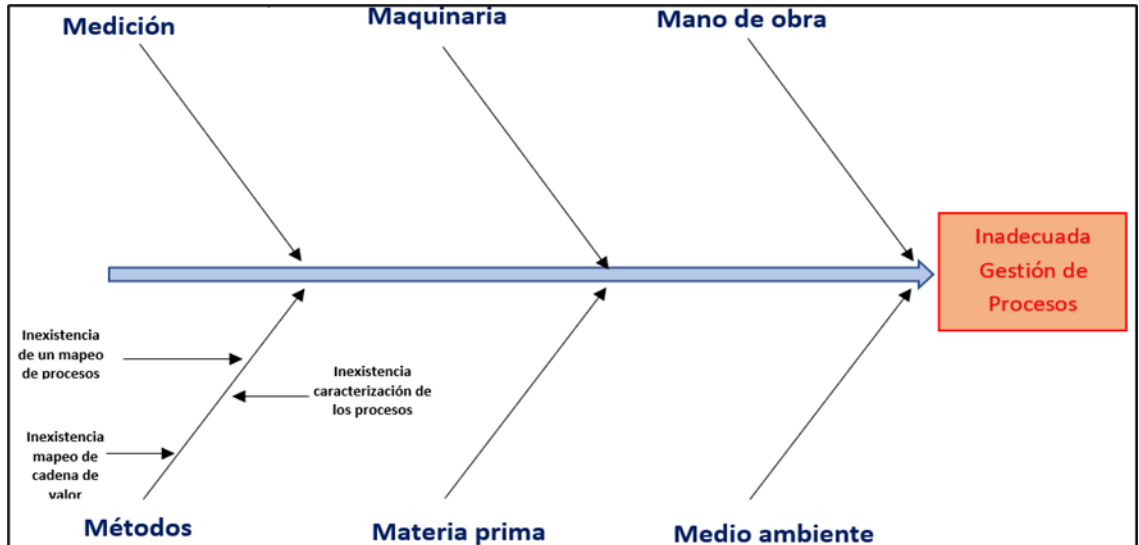 Medición
Maquinaria
Mano de obra
Inadecuada
Gestión de
Procesos
Inexistencia
de un mapeo
de procesos
Inexistencia
caracterización de
los procesos
Inexistencia
mapeo de
cadena de
valor
Métodos
Materia prima
Medio ambiente